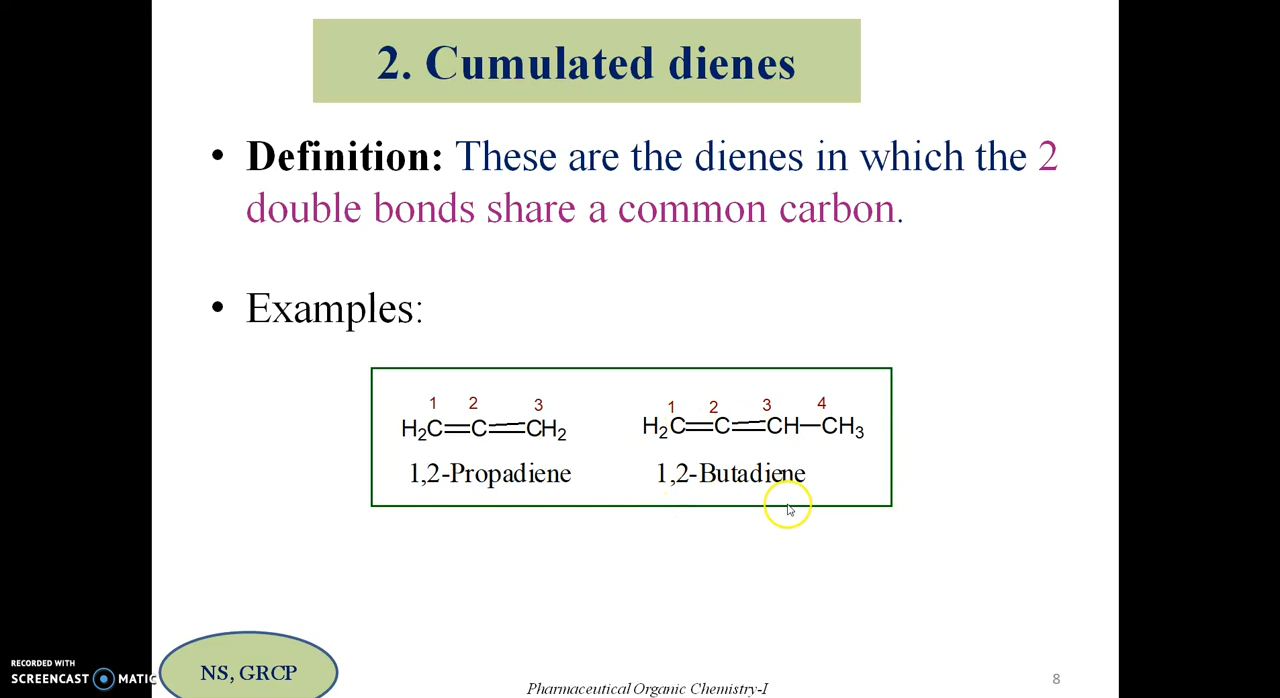 2. Cumulated dienes
• Definition: These are the dienes in which the 2
double bonds share a common carbon.
• Examples:
1 2 3
H₂C=C=CH₂
1,2-Propadiene
1 2 3 4
H₂C=C=CH–CH₃
1,2-Butadiene
RECORDED WITH
SCREENCAST MATIC
NS, GRCP
Pharmaceutical Organic Chemistry-I
8